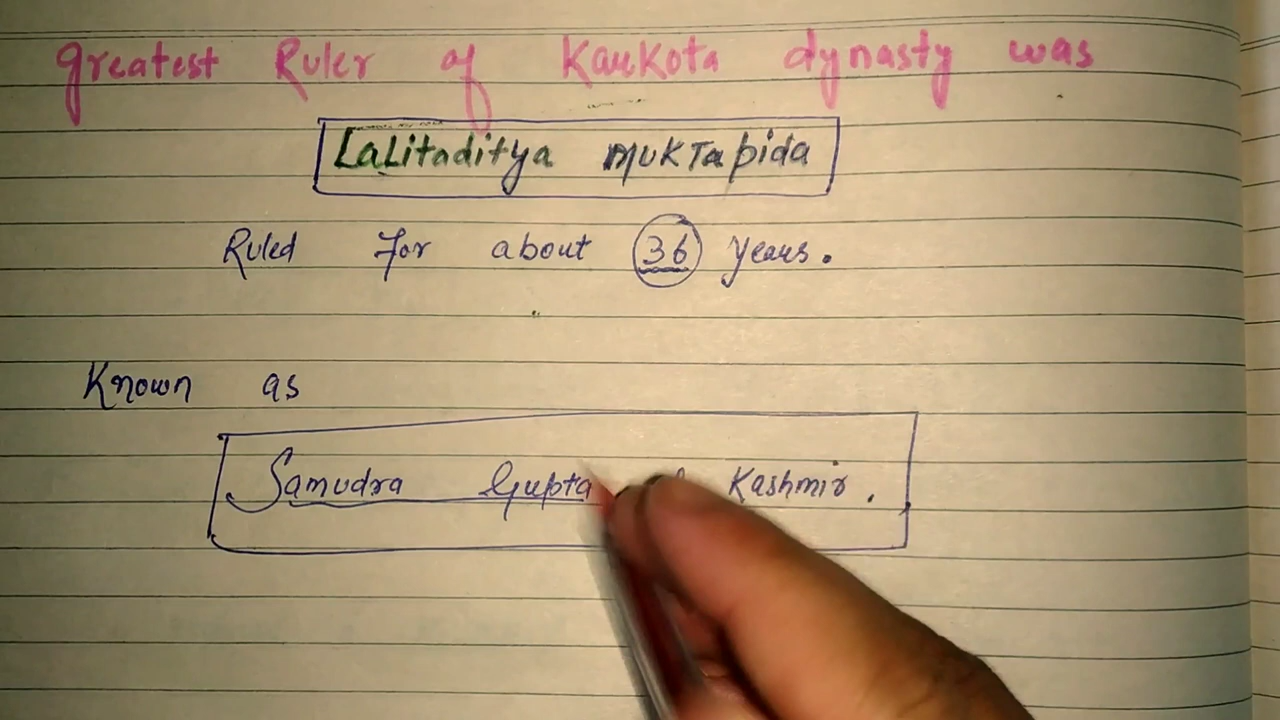 Greatest Ruler of Karkota dynasty was
Lalitaditya Muktapida
Ruled for about 36 years.
Known as
Samudra Gupta Kashmir.